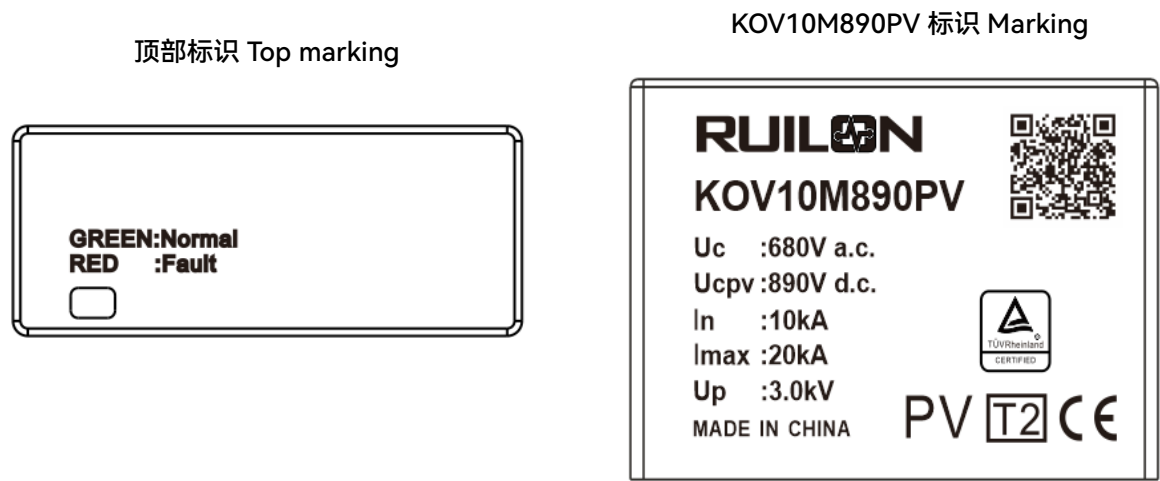 顶部标识 Top marking
GREEN:Normal
RED :Fault
KOV10M890PV 标识 Marking
RUILON
KOV10M890PV
Uc :680V a.c.
Ucpv :890V d.c.
In :10kA
Imax :20kA
Up :3.0kV
MADE IN CHINA
TÜVRheinland
CERTIFIED
PV T2 CE